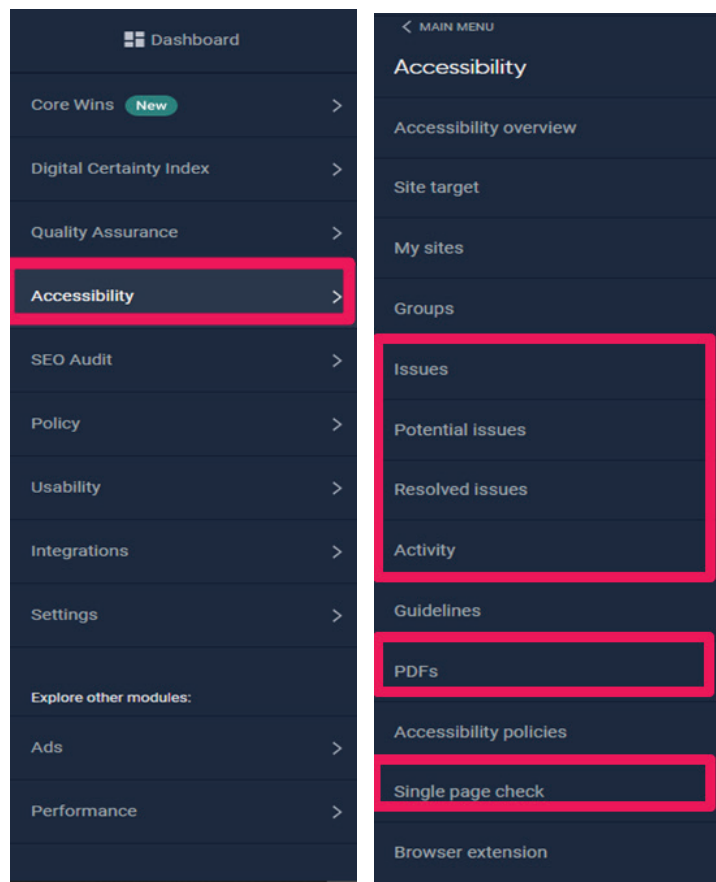 Dashboard
Core Wins New
Digital Certainty Index
Quality Assurance
Accessibility
SEO Audit
Policy
Usability
Integrations
Settings
Explore other modules:
Ads
Performance
MAIN MENU
Accessibility
Accessibility overview
Site target
My sites
Groups
Issues
Potential issues
Resolved issues
Activity
Guidelines
PDFs
Accessibility policies
Single page check
Browser extension